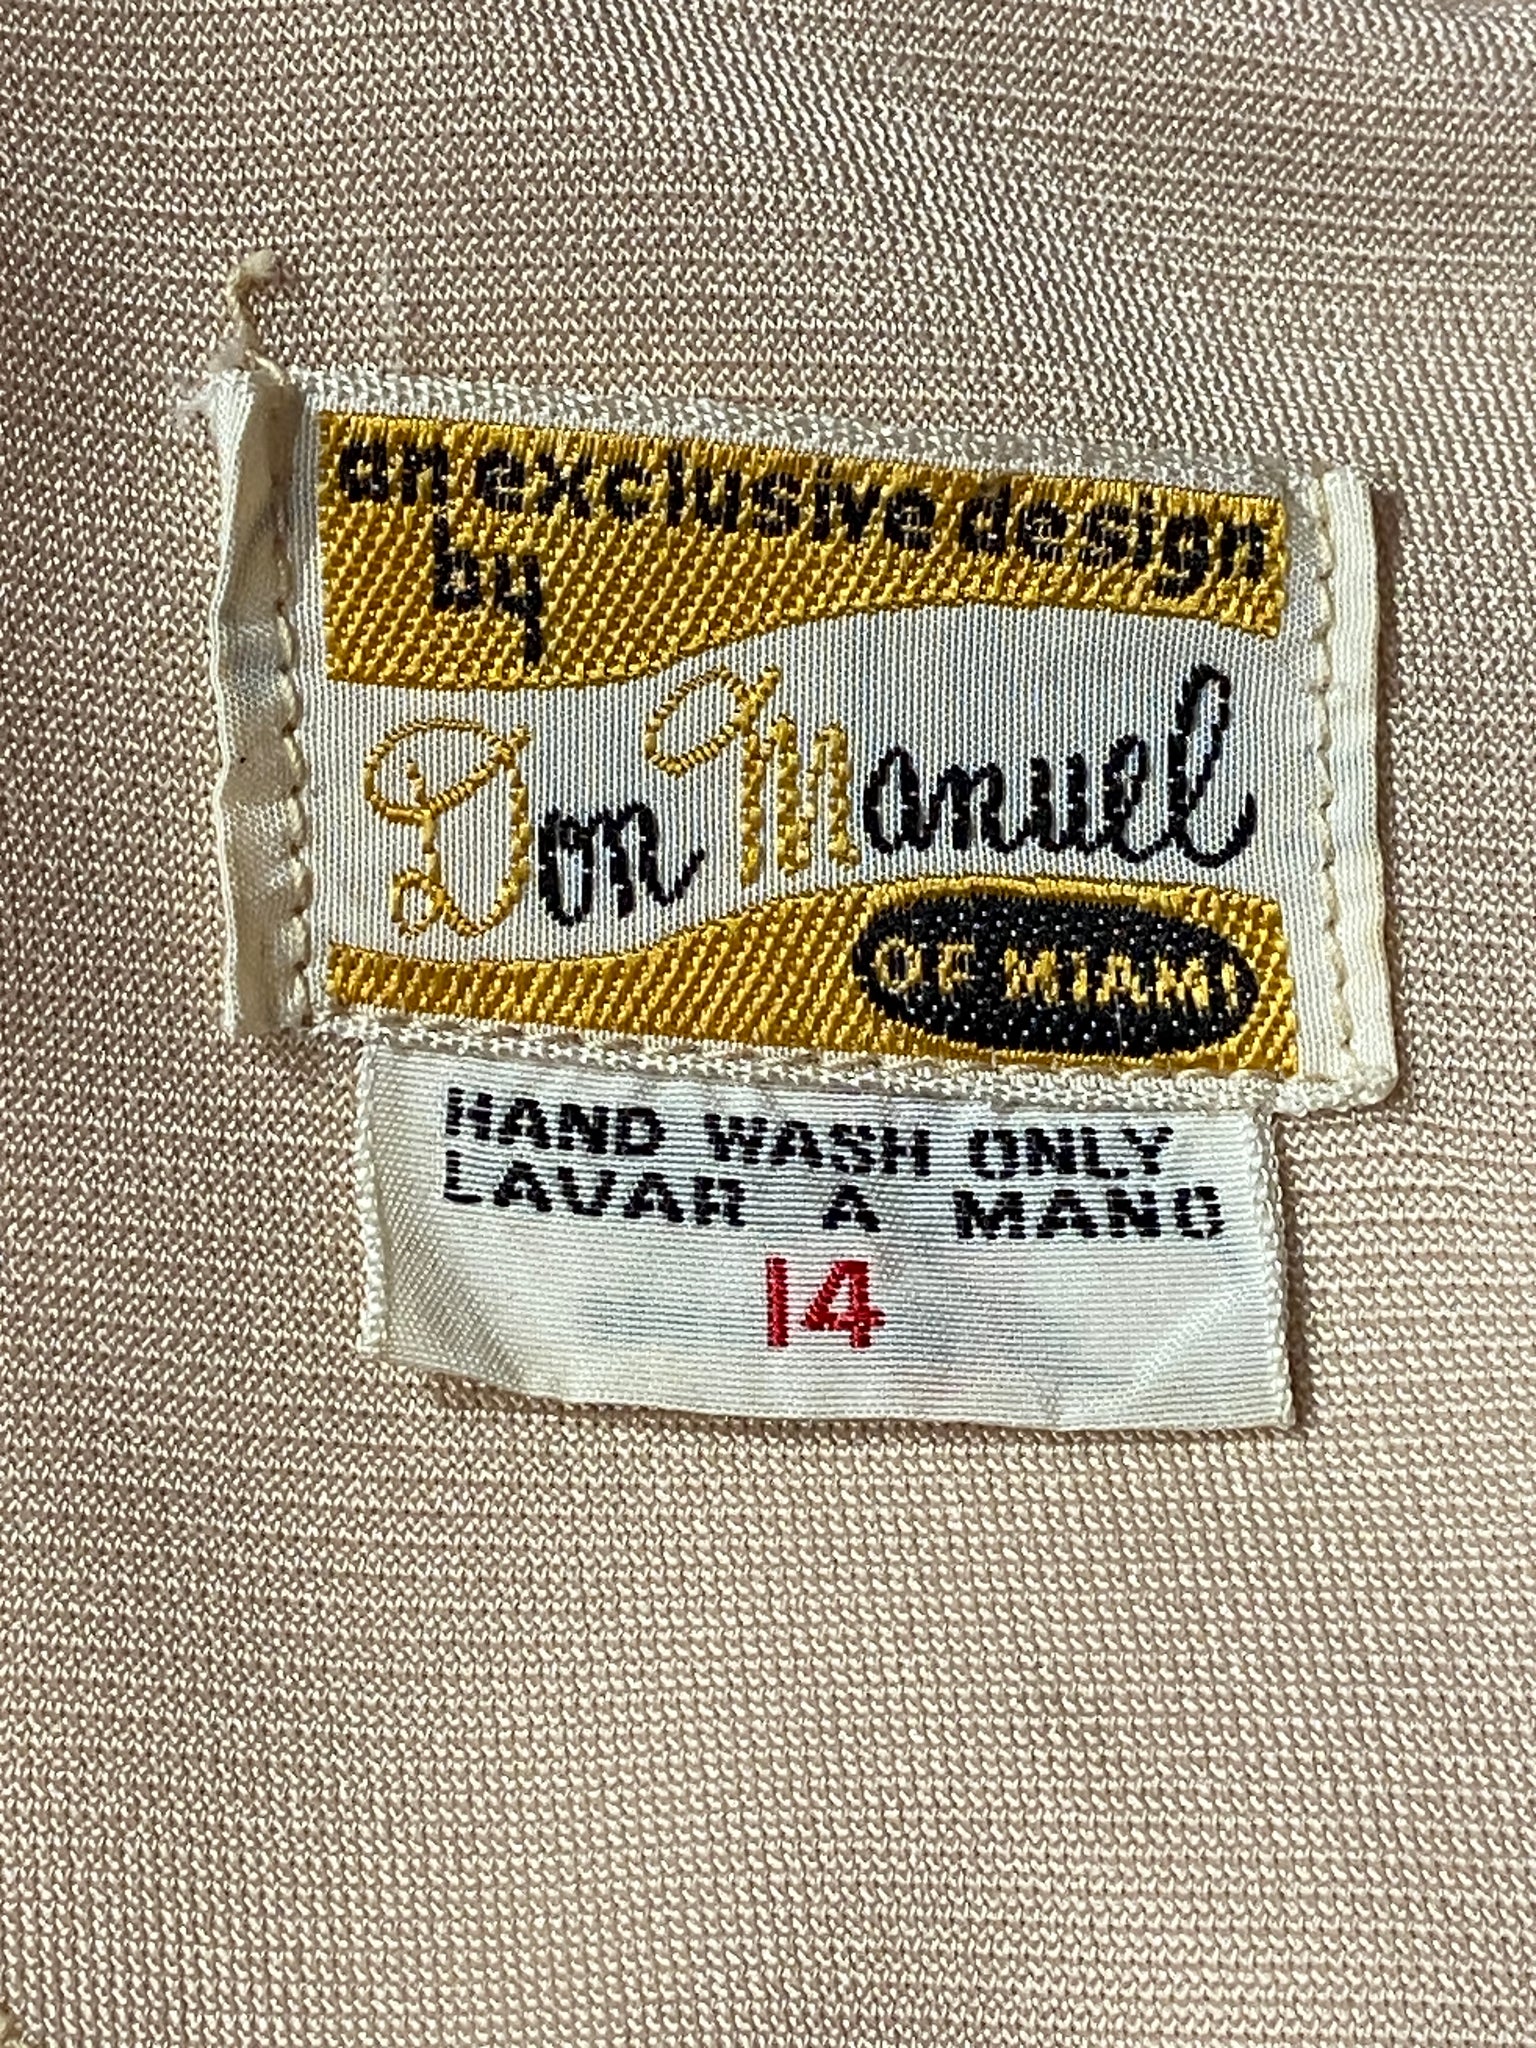 an exclusive design
by
Don Manuel
OF MIAMI
HAND WASH ONLY
LAVAR A MANO
14